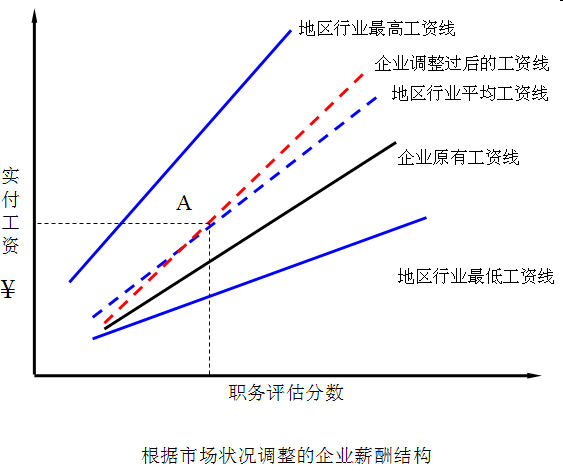 地区行业最高工资线
企业调整过后的工资线
地区行业平均工资线
企业原有工资线
实付工资
¥
A
地区行业最低工资线
职务评估分数
根据市场状况调整的企业薪酬结构